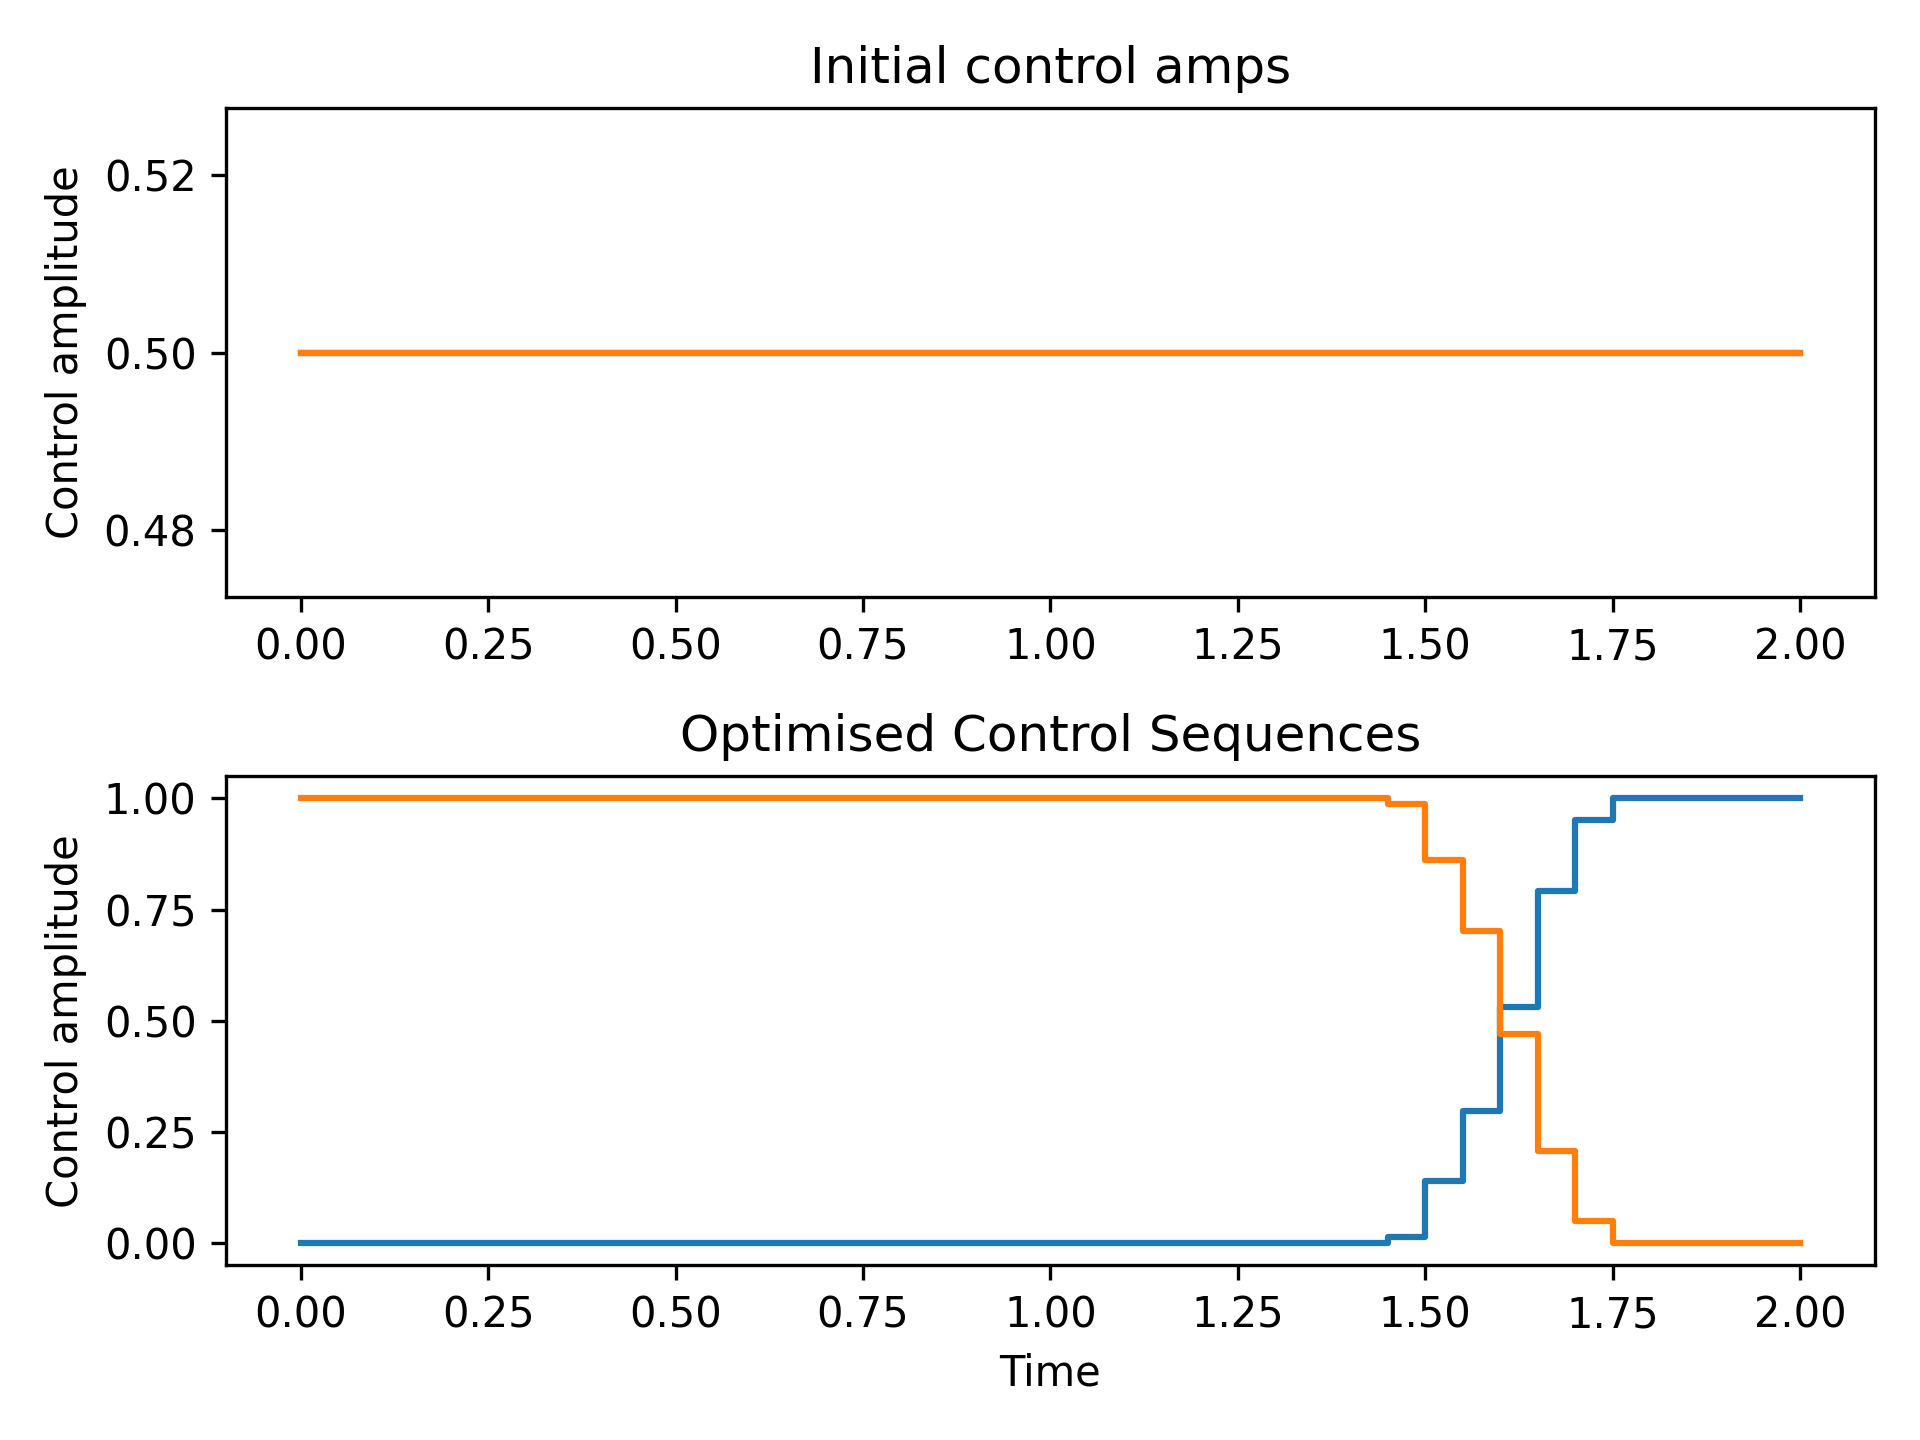 Initial control amps
Control amplitude
0.52
0.50
0.48
0.00 0.25 0.50 0.75 1.00 1.25 1.50 1.75 2.00
Optimised Control Sequences
Control amplitude
1.00
0.75
0.50
0.25
0.00
0.00 0.25 0.50 0.75 1.00 1.25 1.50 1.75 2.00
Time